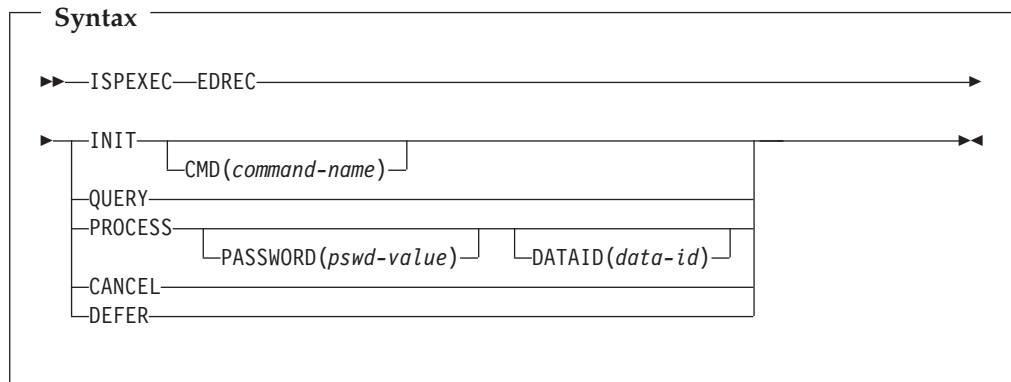 Syntax
ISPEXEC EDREC
INIT
CMD(command-name)
QUERY
PROCESS
PASSWORD(pswd-value) DATAID(data-id)
CANCEL
DEFER